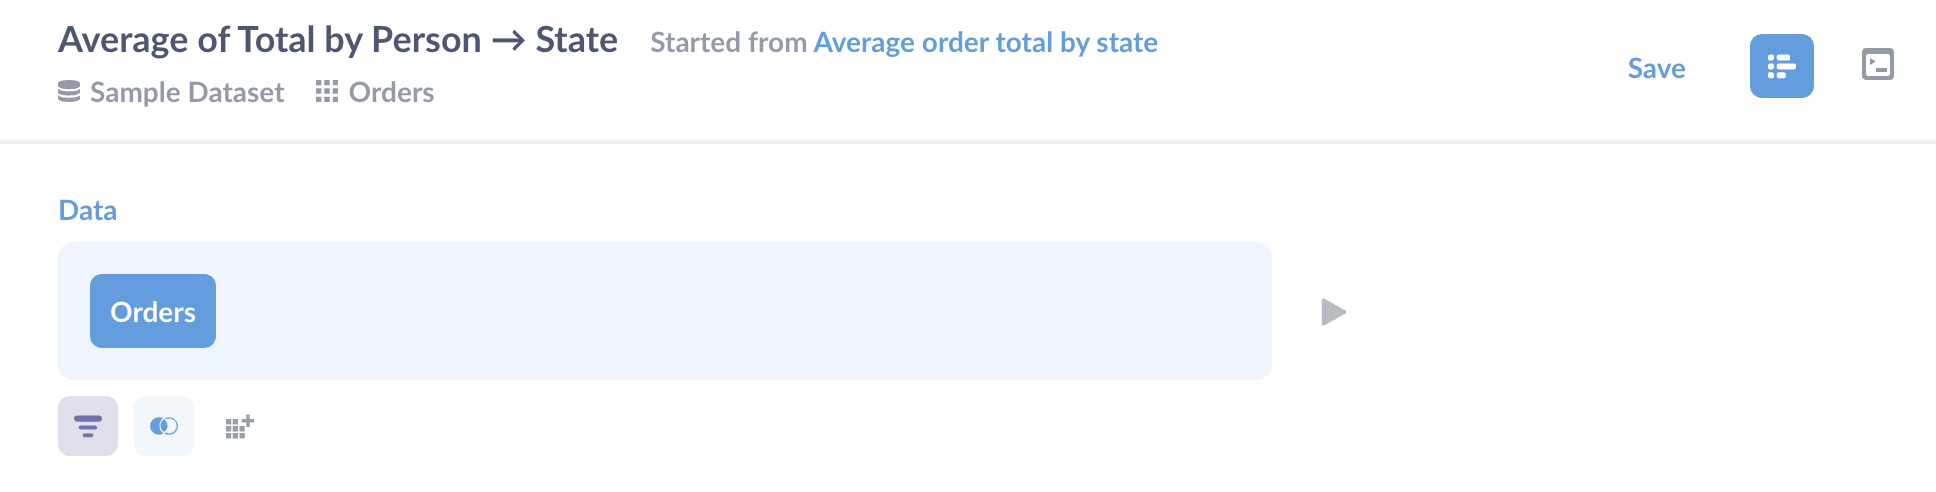 Average of Total by Person → State Started from Average order total by state
Sample Dataset Orders
Save
Data
Orders